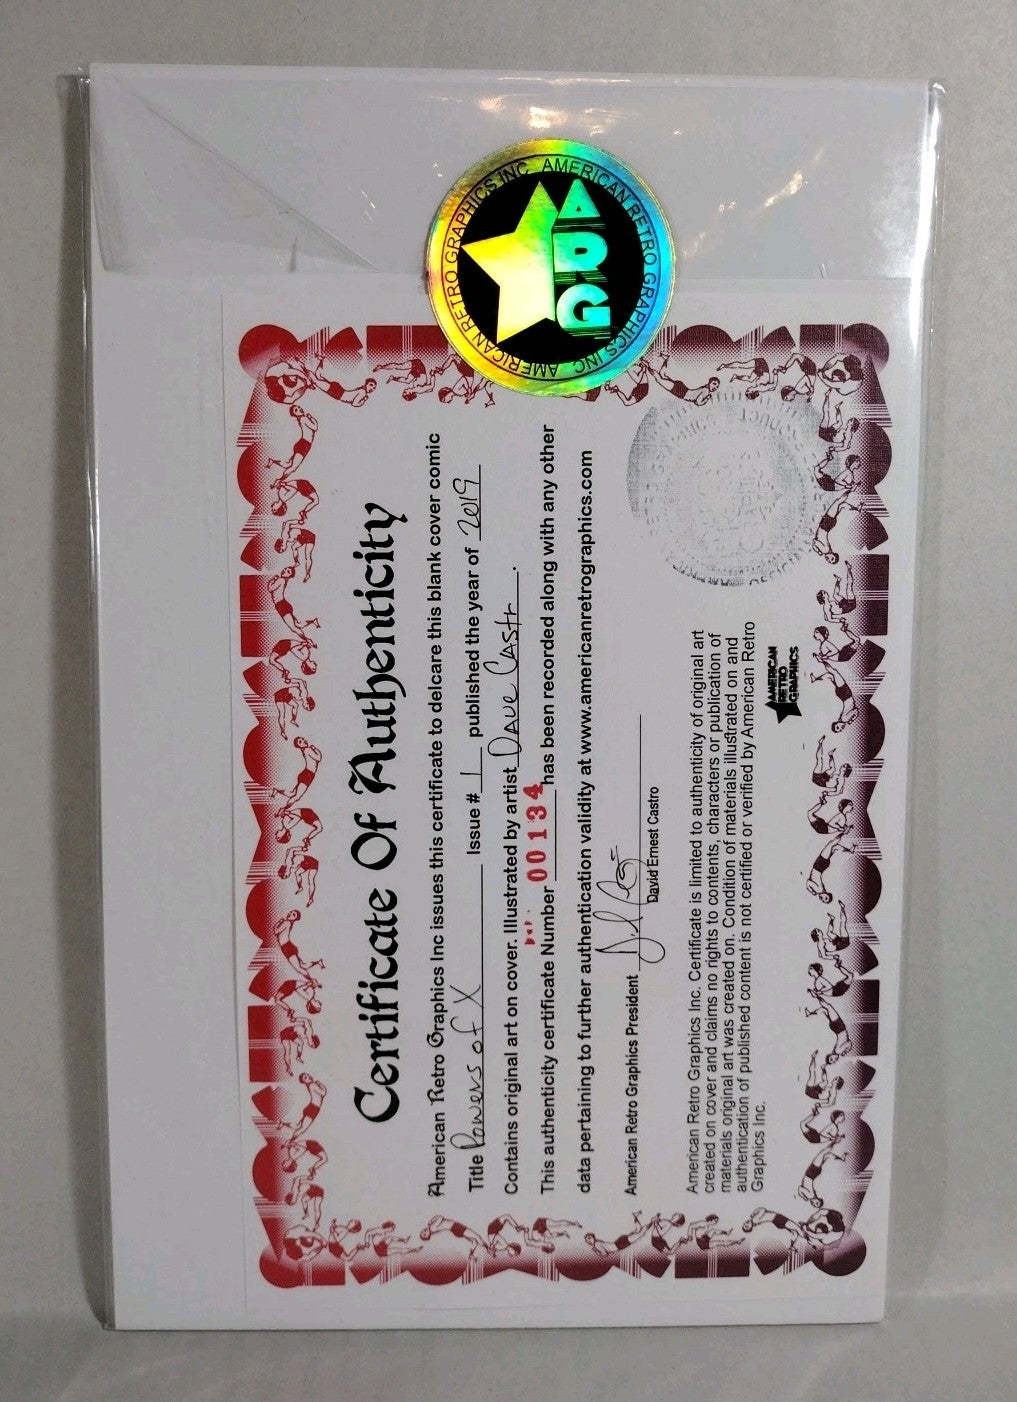 AMERICAN RETRO GRAPHICS INC. AMERICAN RETRO GRAPHICS INC.
ARG
Certificate Of Authenticity
American Retro Graphics Inc issues this certificate to delcare this blank cover comic
Title Powers of X Issue # 1 published the year of 2019
Contains original art on cover. Illustrated by artist Dave Castr.
This authenticity certificate Number 00134 has been recorded along with any other
data pertaining to further authentication validity at www.americanretrographics.com
American Retro Graphics President
David Ernest Castro
American Retro Graphics Inc. Certificate is limited to authenticity of original art
created on cover and claims no rights to contents, characters or publication of
materials original art was created on. Condition of materials illustrated on and
authentication of published content is not certified or verified by American Retro
Graphics Inc.
AMERICAN
RETRO
GRAPHICS